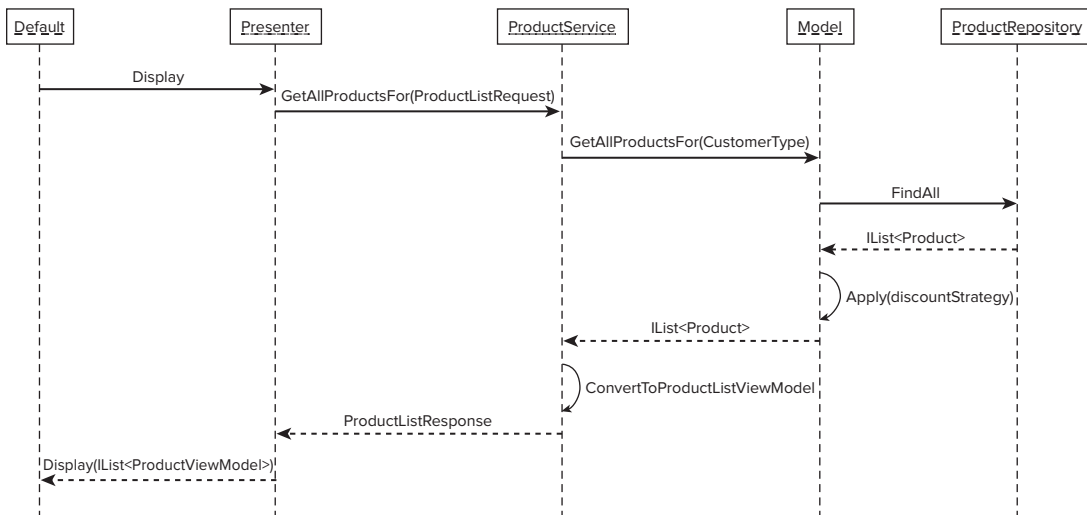 Default
Presenter
ProductService
Model
ProductRepository
Display
GetAllProductsFor(ProductListRequest)
GetAllProductsFor(CustomerType)
FindAll
IList<Product>
Apply(discountStrategy)
IList<Product>
ConvertToProductListViewModel
ProductListResponse
Display(IList<ProductViewModel>)